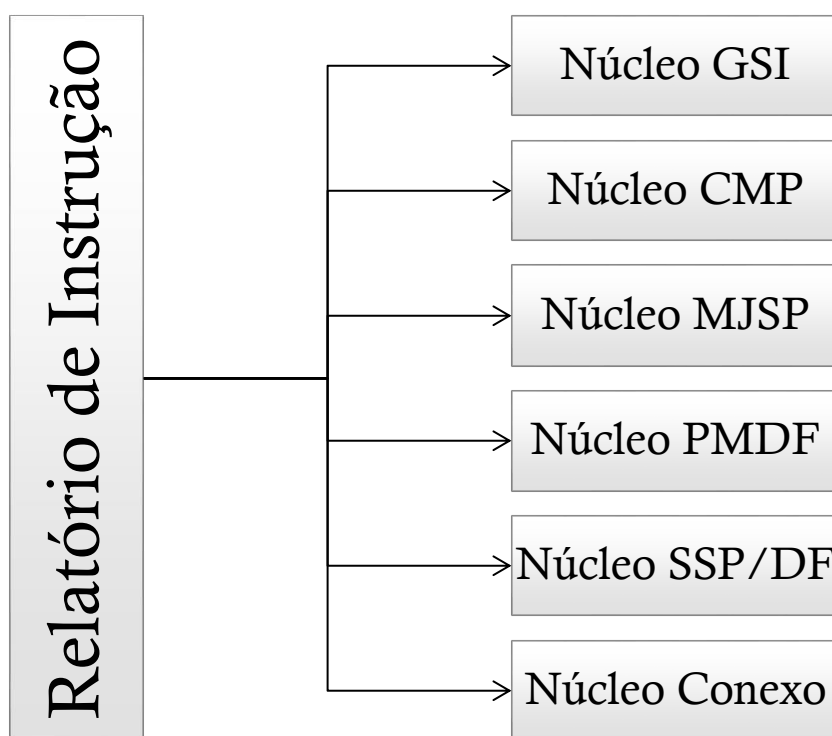 Relatório de Instrução
Núcleo GSI
Núcleo CMP
Núcleo MJSP
Núcleo PMDF
Núcleo SSP/DF
Núcleo Conexo